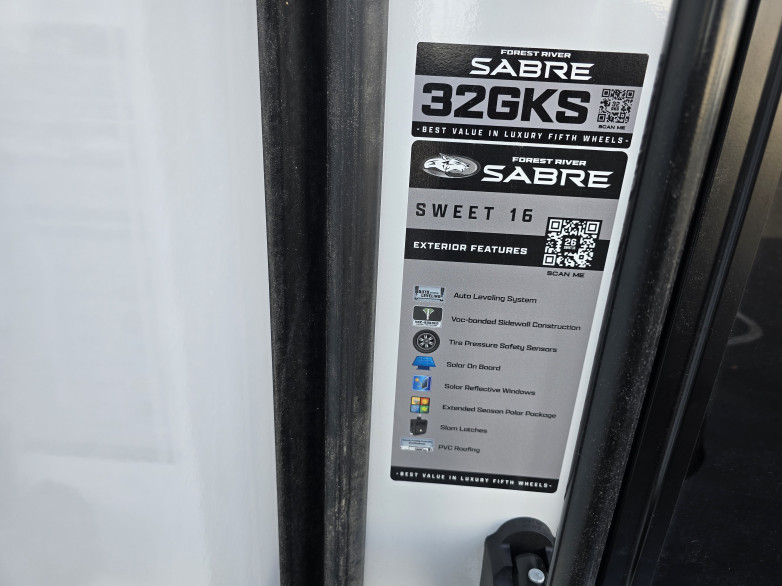 FOREST RIVER
SABRE
32GKS
SCAN ME
·BEST VALUE IN LUXURY FIFTH WHEELS·
FOREST RIVER
SABRE
SWEET 16
EXTERIOR FEATURES
26
SCAN ME
Auto Leveling System
Vac-bonded Sidewall Construction
Tire Pressure Safety Sensors
Solar On Board
Solar Reflective Windows
Extended Season Polar Package
Slam Latches
PVC Roofing
·BEST VALUE IN LUXURY FIFTH WHEELS·